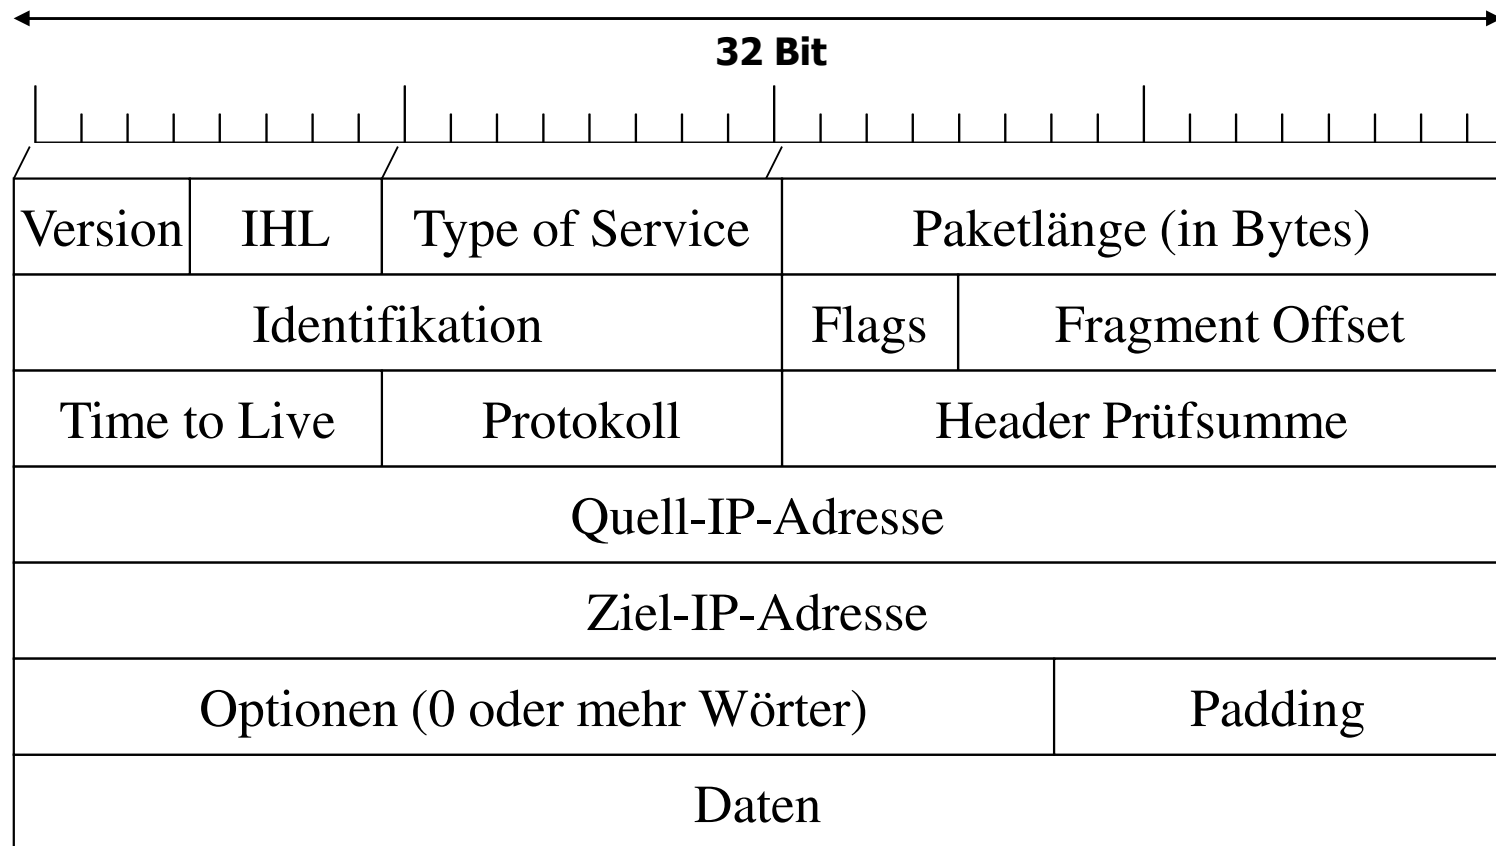 32 Bit
Version IHL Type of Service Paketlänge (in Bytes)
Identifikation Flags Fragment Offset
Time to Live Protokoll Header Prüfsumme
Quell-IP-Adresse
Ziel-IP-Adresse
Optionen (0 oder mehr Wörter) Padding
Daten